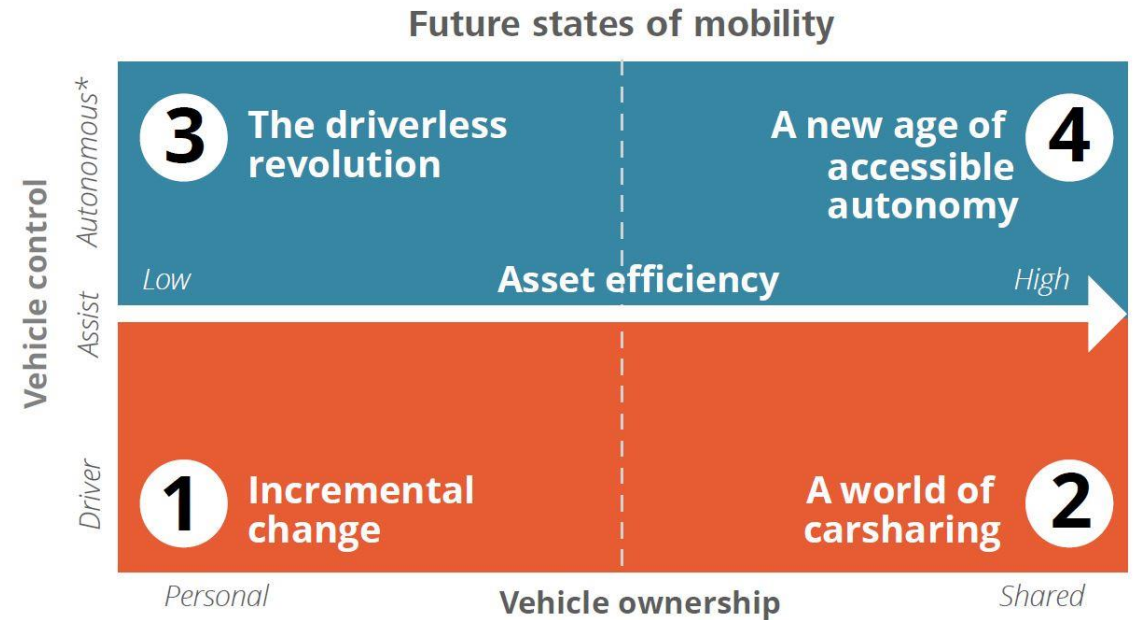 Future states of mobility
Vehicle control
Autonomous*
Assist
Driver
3
The driverless
revolution
A new age of
accessible
autonomy
4
Low
Asset efficiency
High
1
Incremental
change
A world of
carsharing
2
Personal
Vehicle ownership
Shared